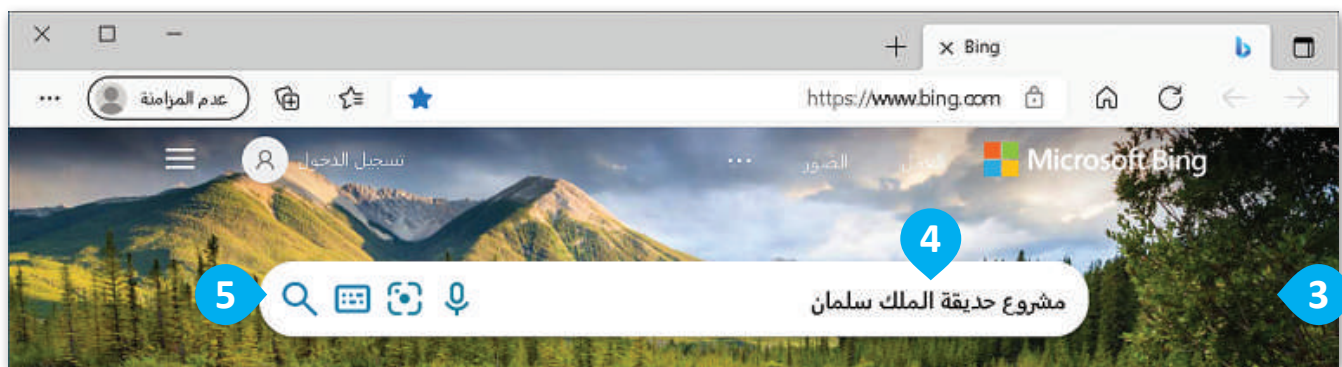 Bing
https://www.bing.com
عدم المزامنة
Microsoft Bing
الصور
...
تسجيل الدخول
4
مشروع حديقة الملك سلمان
3
5